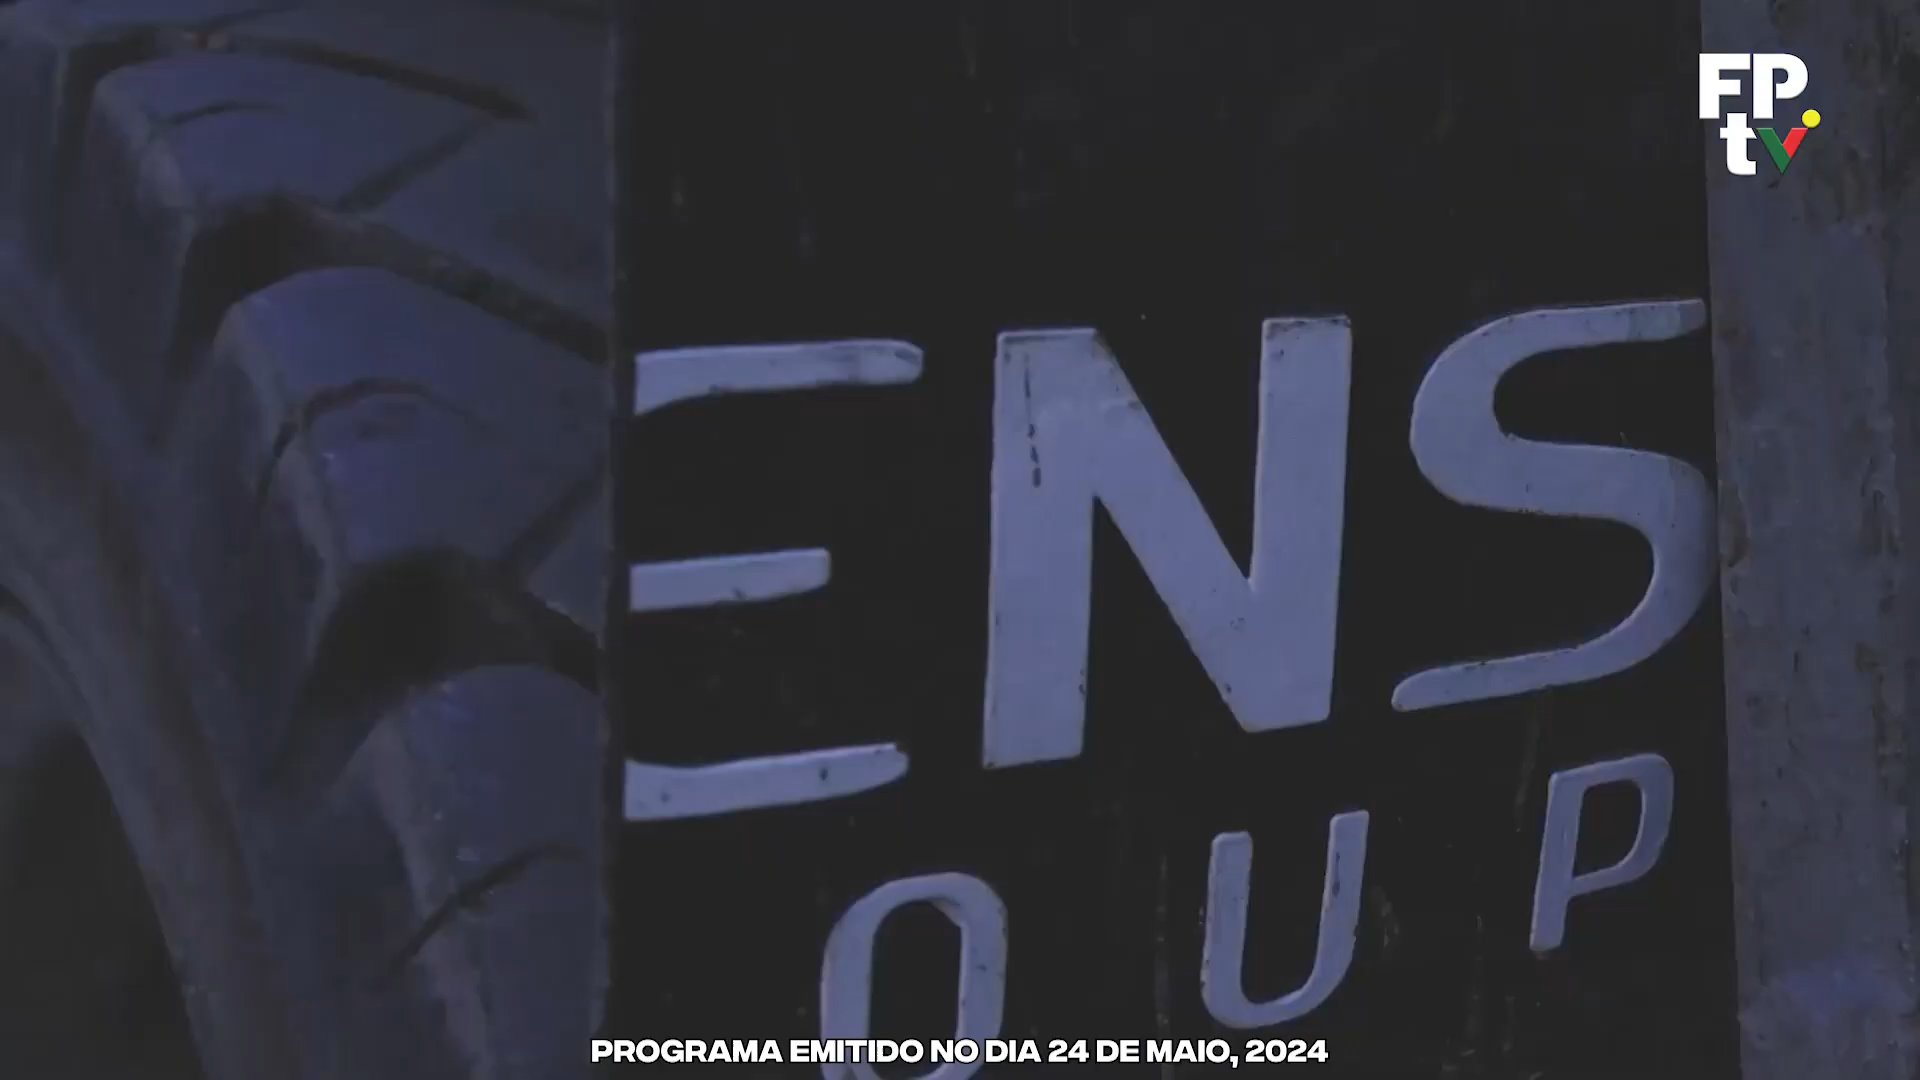 FP
tv
ENS
OUP
PROGRAMA EMITIDO NO DIA 24 DE MAIO, 2024